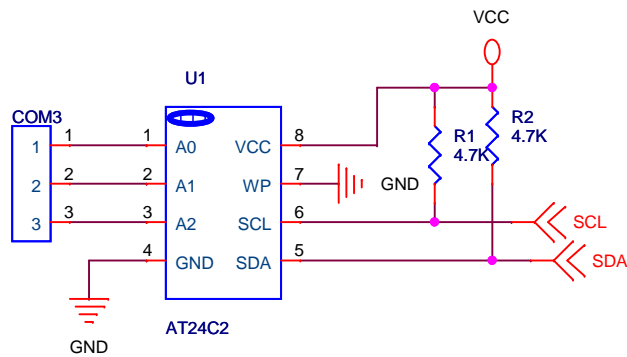 VCC
U1
COM3
R2
4.7K
R1
4.7K
1 1 1 A0 VCC 8
2 2 2 A1 WP 7
GND
3 3 3 A2 SCL 6
SCL
4 GND SDA 5
SDA
AT24C2
GND